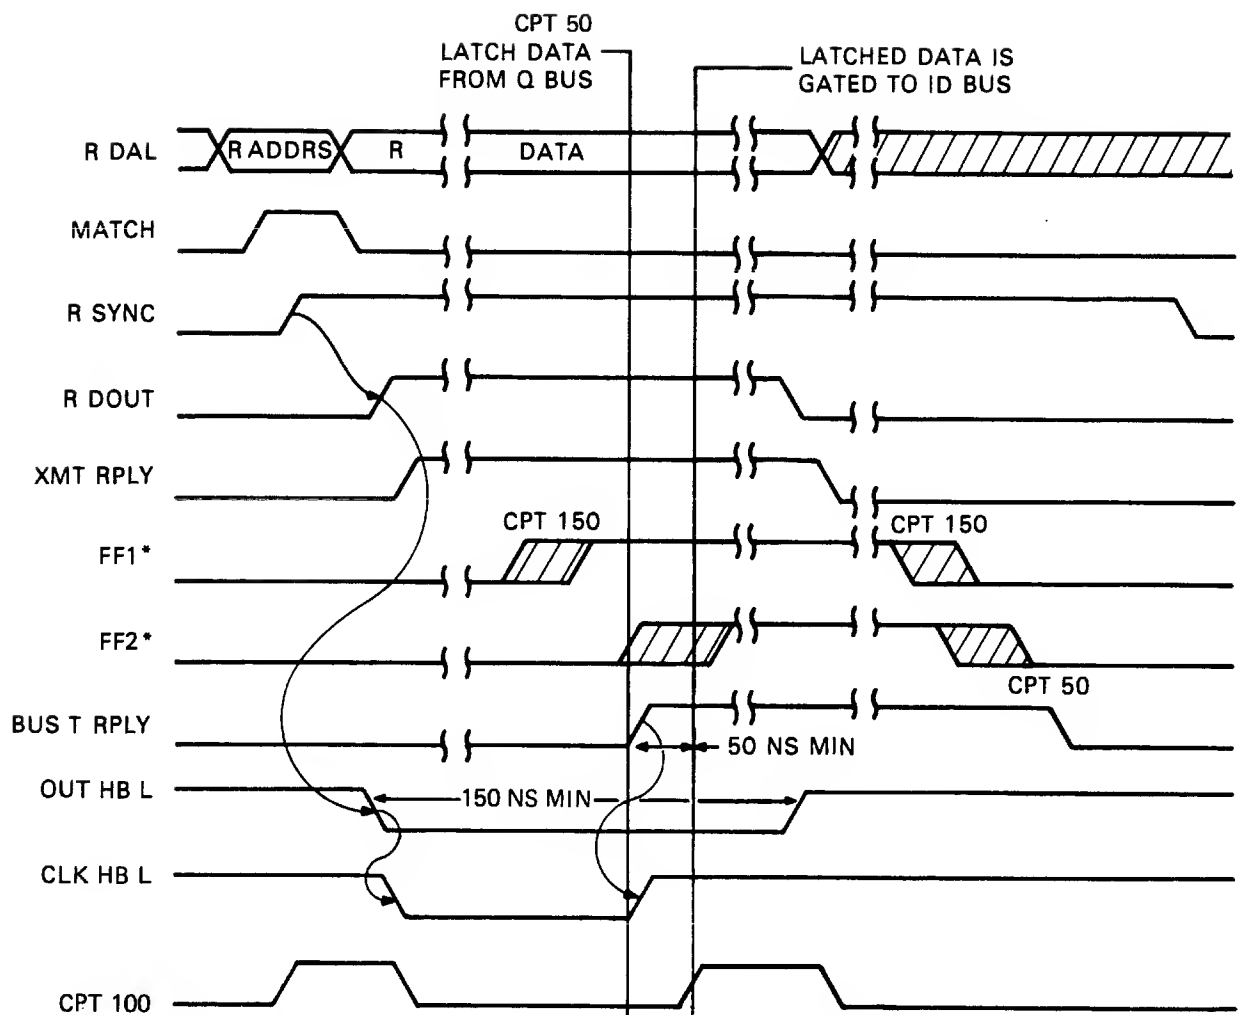 CPT 50
LATCH DATA
FROM Q BUS
LATCHED DATA IS
GATED TO ID BUS
R DAL
R ADDRS
R
DATA
MATCH
R SYNC
R DOUT
XMT RPLY
FF1*
CPT 150
CPT 150
FF2*
CPT 50
BUS T RPLY
50 NS MIN
OUT HB L
150 NS MIN
CLK HB L
CPT 100